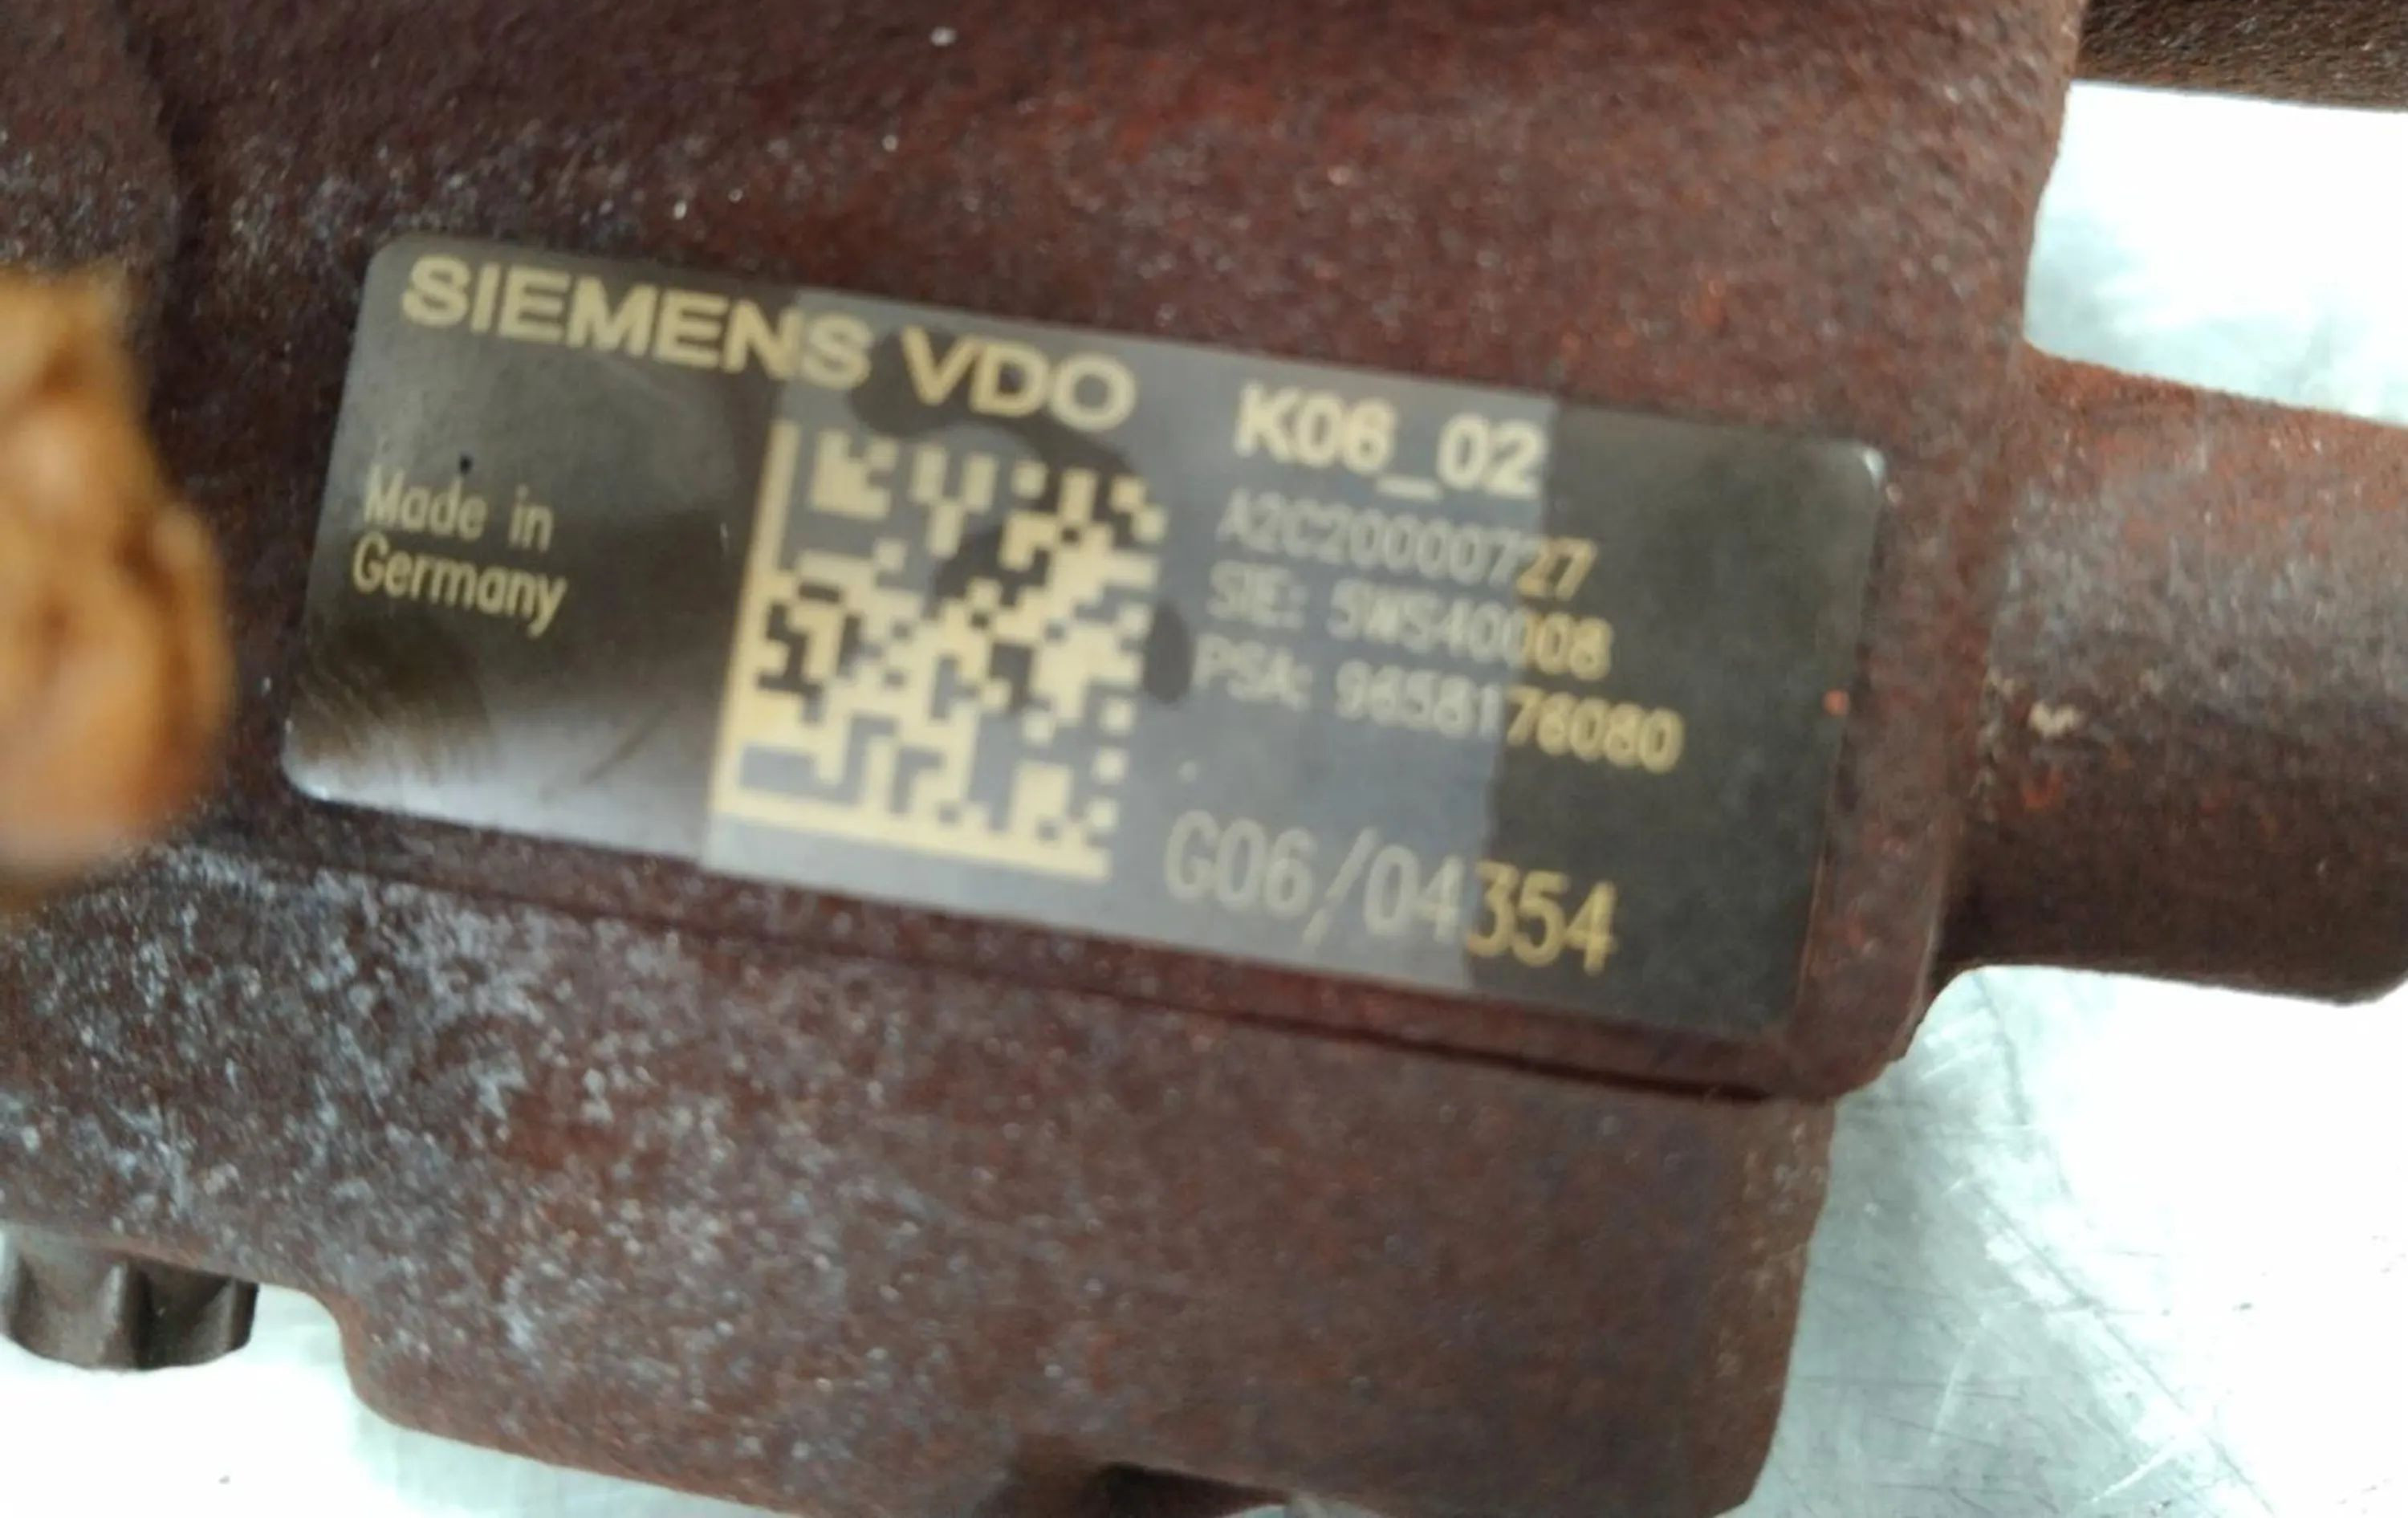 SIEMENS VDO K06_02
Made in
Germany
A2C20000727
SIE: 5WS40008
PSA: 9658176080
G06/04354